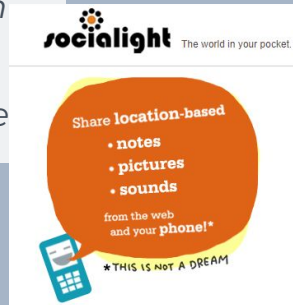 n
socialight The world in your pocket.
e
Share location-based
• notes
• pictures
• sounds
from the web
and your phone!*
*THIS IS NOT A DREAM